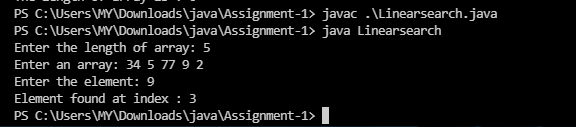 PS C:\Users\MY\Downloads\java\Assignment-1> javac .\Linearsearch.java
PS C:\Users\MY\Downloads\java\Assignment-1> java Linearsearch
Enter the length of array: 5
Enter an array: 34 5 77 9 2
Enter the element: 9
Element found at index : 3
PS C:\Users\MY\Downloads\java\Assignment-1>